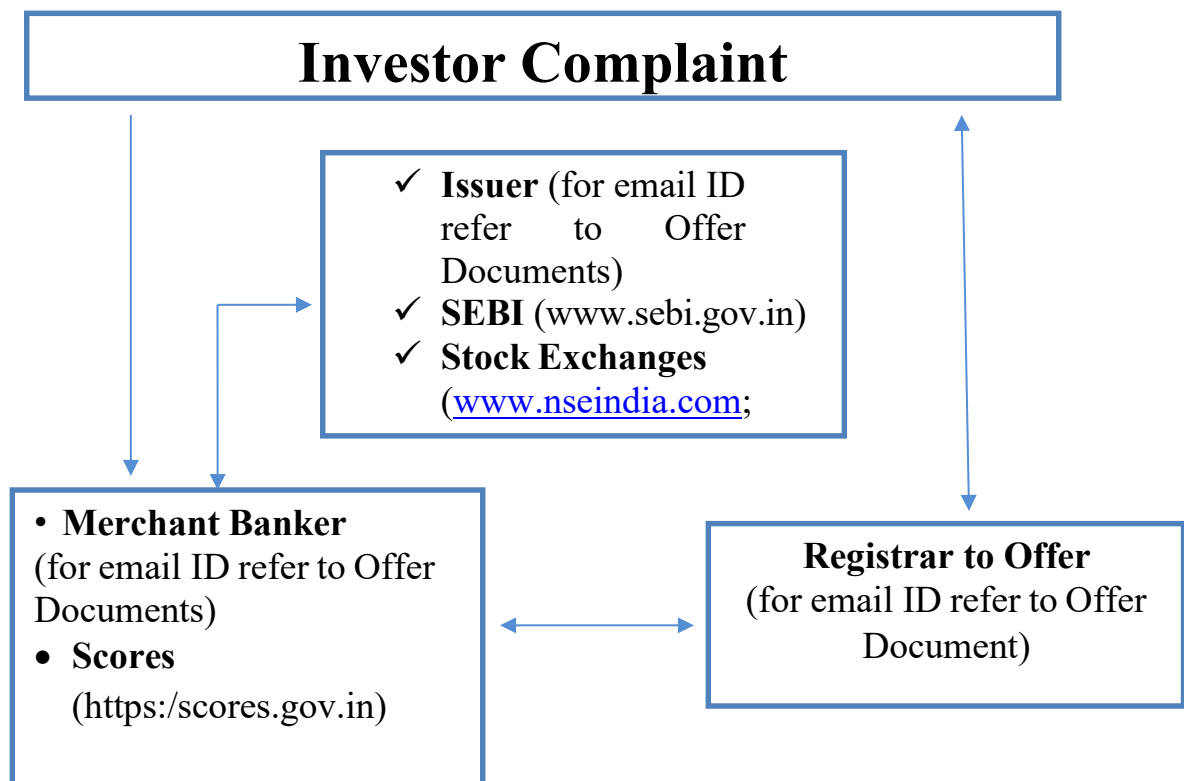 Investor Complaint
✓ Issuer (for email ID
refer to Offer
Documents)
✓ SEBI (www.sebi.gov.in)
✓ Stock Exchanges
(www.nseindia.com;
• Merchant Banker
(for email ID refer to Offer
Documents)
• Scores
(https:/scores.gov.in)
Registrar to Offer
(for email ID refer to Offer
Document)